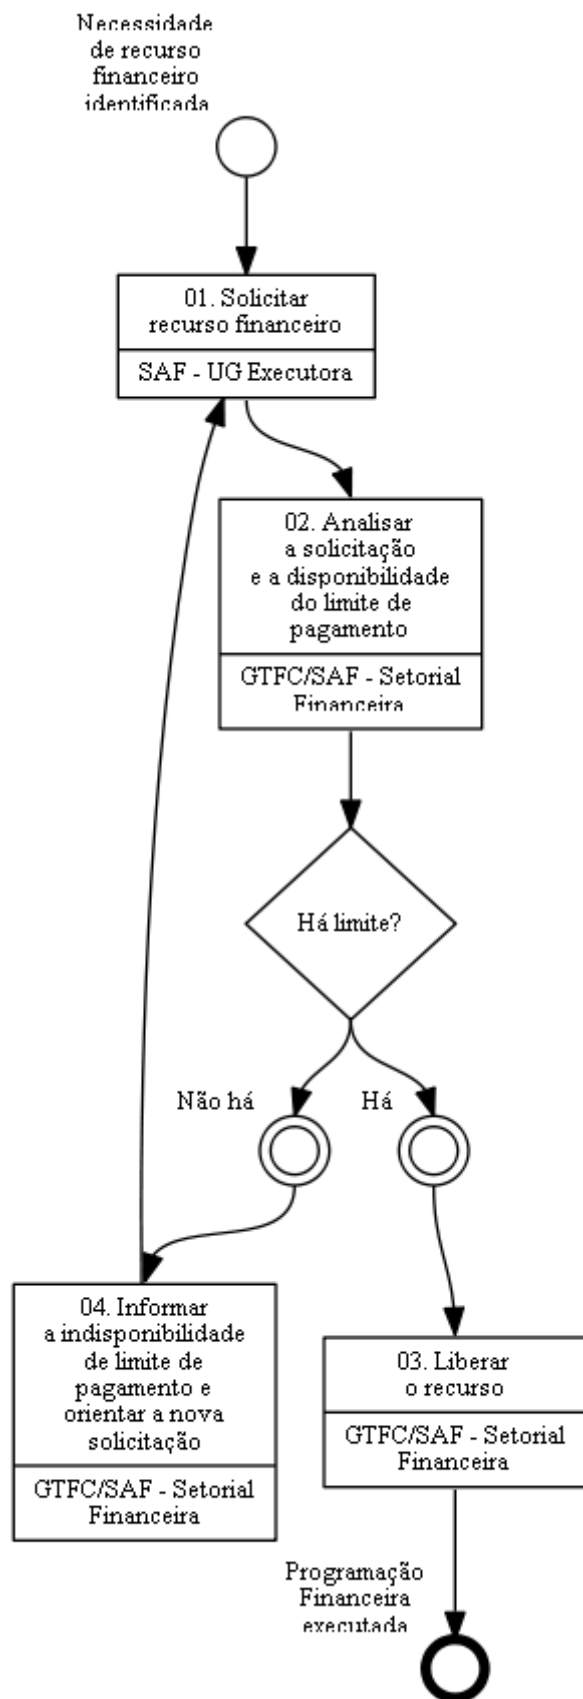 Necessidade
de recurso
financeiro
identificada
01. Solicitar
recurso financeiro
SAF - UG Executora
02. Analisar
a solicitação
e a disponibilidade
do limite de
pagamento
GTFC/SAF - Setorial
Financeira
Há limite?
Não há
Há
04. Informar
a indisponibilidade
de limite de
pagamento e
orientar a nova
solicitação
GTFC/SAF - Setorial
Financeira
03. Liberar
o recurso
GTFC/SAF - Setorial
Financeira
Programação
Financeira
executada